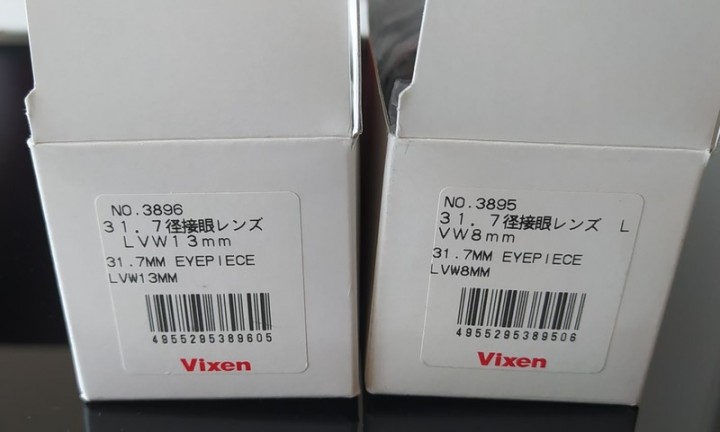 NO.3896
３１．７径接眼レンズ
ＬＶＷ１３ｍｍ
31.7MM EYEPIECE
LVW13MM
4955295389605
Vixen
NO.3895
３１．７径接眼レンズ　Ｌ
ＶＷ８ｍｍ
31.7MM EYEPIECE
LVW8MM
4955295389506
Vixen